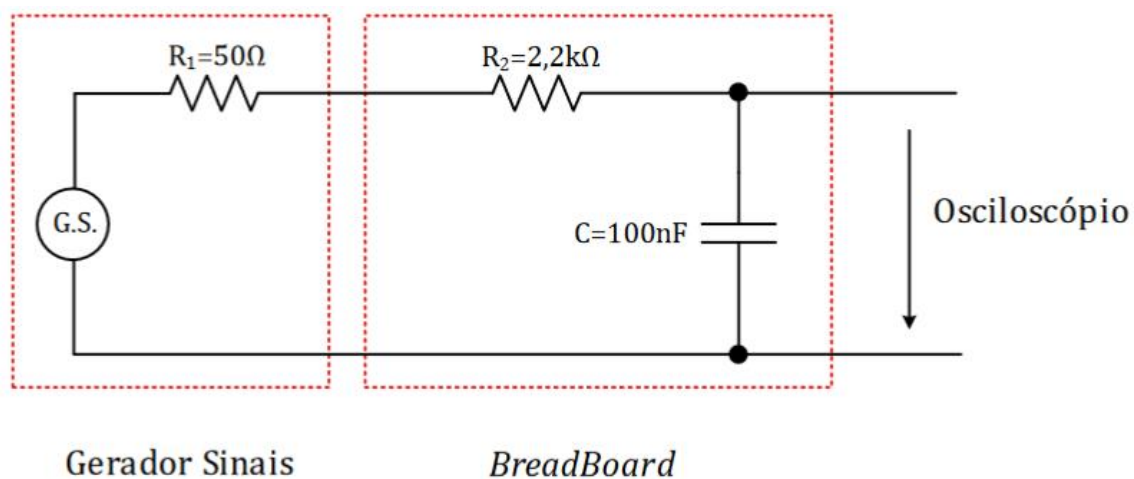 R₁=50Ω
R₂=2,2kΩ
G.S.
C=100nF
Osciloscópio
Gerador Sinais
BreadBoard